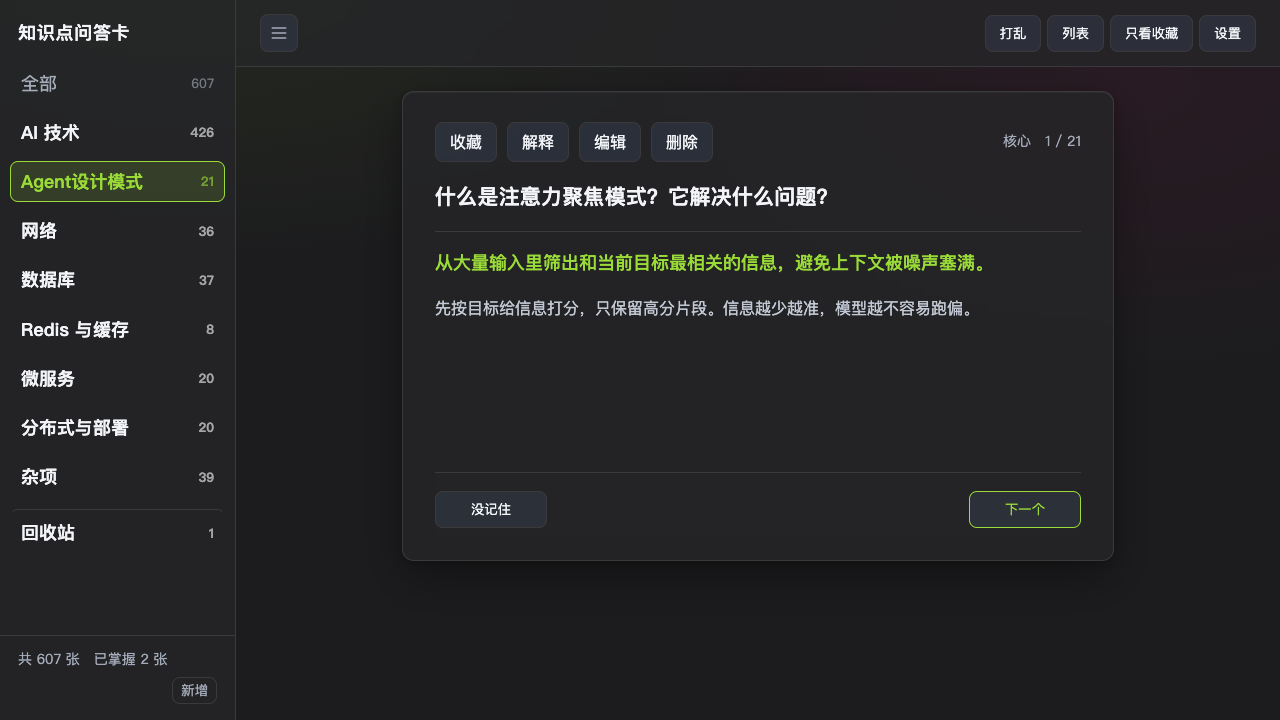 知识点问答卡
全部 607
AI 技术 426
Agent设计模式 21
网络 36
数据库 37
Redis 与缓存 8
微服务 20
分布式与部署 20
杂项 39
回收站 1
共 607 张 已掌握 2 张
新增
打乱 列表 只看收藏 设置
收藏 解释 编辑 删除 核心 1 / 21
什么是注意力聚焦模式？它解决什么问题？
从大量输入里筛出和当前目标最相关的信息，避免上下文被噪声塞满。
先按目标给信息打分，只保留高分片段。信息越少越准，模型越不容易跑偏。
没记住 下一个